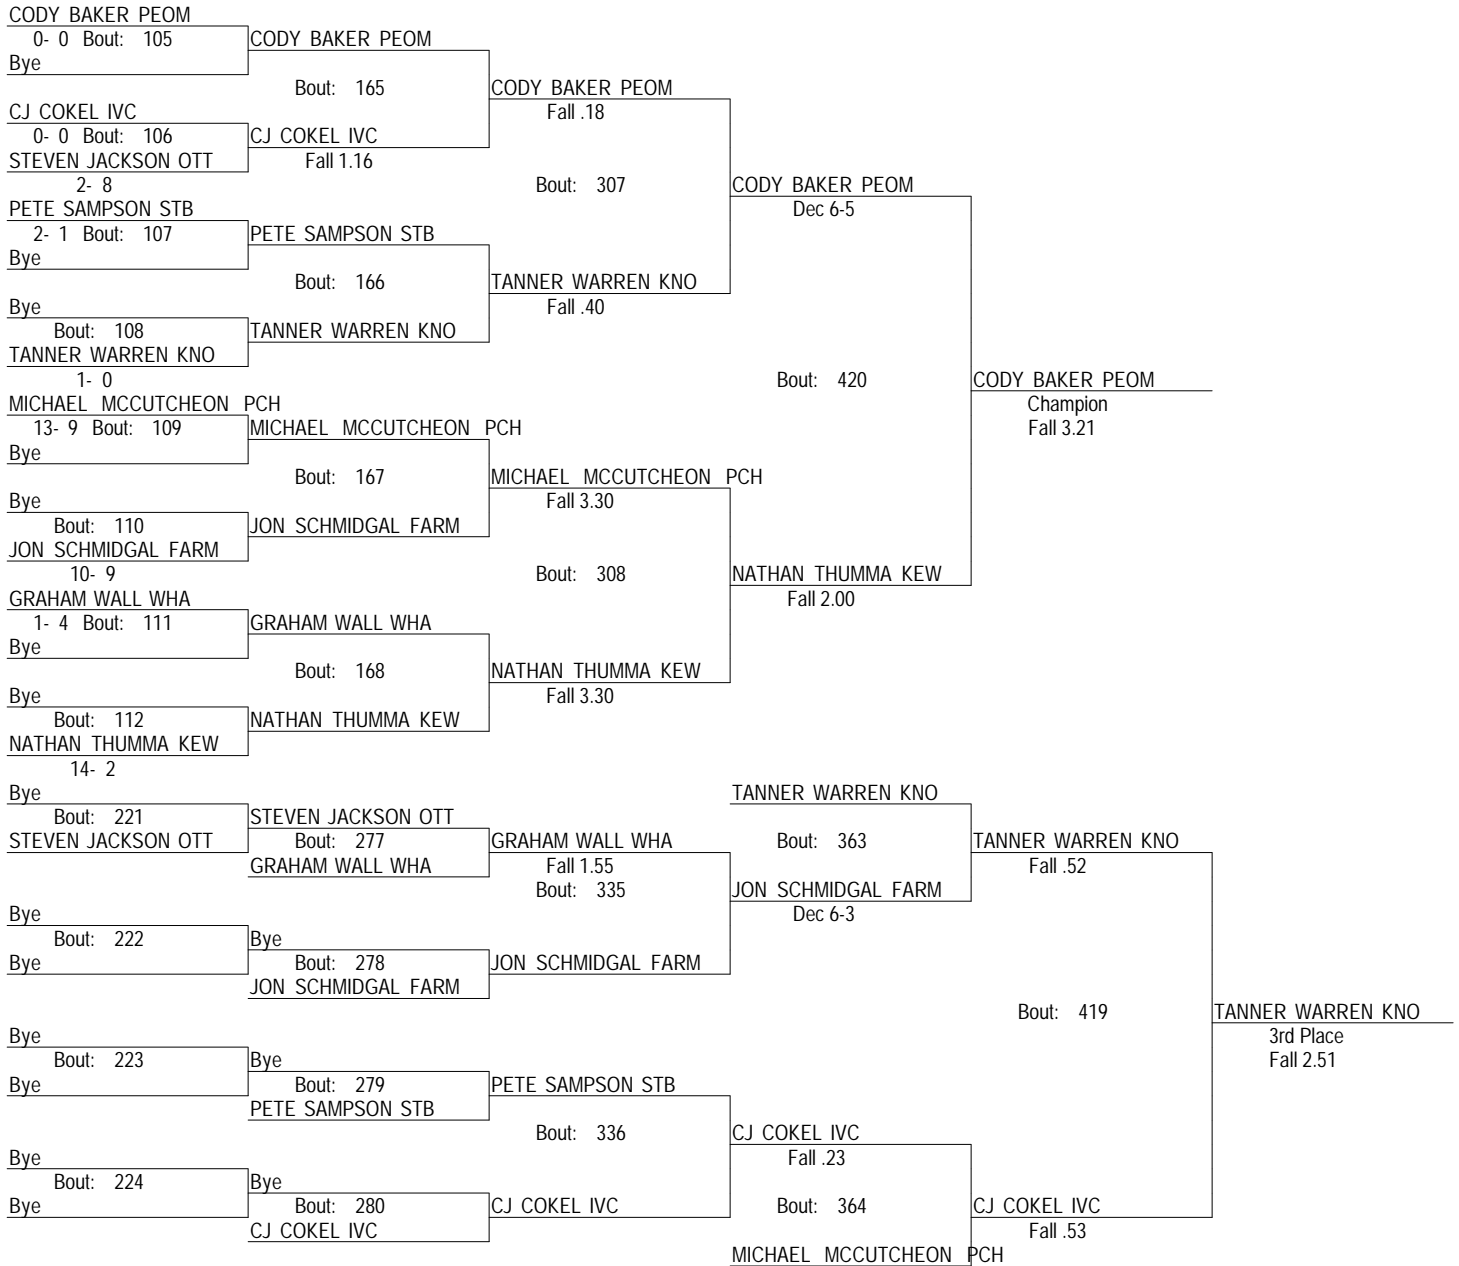 CODY BAKER PEOM
0- 0 Bout: 105
CODY BAKER PEOM
Bye
Bout: 165
CODY BAKER PEOM
CJ COKEL IVC
Fall .18
0- 0 Bout: 106
CJ COKEL IVC
STEVEN JACKSON OTT
Fall 1.16
2- 8
Bout: 307
CODY BAKER PEOM
PETE SAMPSON STB
Dec 6-5
2- 1 Bout: 107
PETE SAMPSON STB
Bye
Bout: 166
TANNER WARREN KNO
Bye
Fall .40
Bout: 108
TANNER WARREN KNO
TANNER WARREN KNO
1- 0
Bout: 420
CODY BAKER PEOM
MICHAEL MCCUTCHEON PCH
Champion
13- 9 Bout: 109
MICHAEL MCCUTCHEON PCH
Fall 3.21
Bye
Bout: 167
MICHAEL MCCUTCHEON PCH
Bye
Fall 3.30
Bout: 110
JON SCHMIDGAL FARM
JON SCHMIDGAL FARM
10- 9
Bout: 308
NATHAN THUMMA KEW
GRAHAM WALL WHA
Fall 2.00
1- 4 Bout: 111
GRAHAM WALL WHA
Bye
Bout: 168
NATHAN THUMMA KEW
Bye
Fall 3.30
Bout: 112
NATHAN THUMMA KEW
NATHAN THUMMA KEW
14- 2
Bye
TANNER WARREN KNO
Bout: 221
STEVEN JACKSON OTT
STEVEN JACKSON OTT
Bout: 277
GRAHAM WALL WHA
Bout: 363
TANNER WARREN KNO
GRAHAM WALL WHA
Fall 1.55
Fall .52
Bout: 335
JON SCHMIDGAL FARM
Bye
Dec 6-3
Bout: 222
Bye
Bye
Bout: 278
JON SCHMIDGAL FARM
JON SCHMIDGAL FARM
Bout: 419
TANNER WARREN KNO
Bye
3rd Place
Bout: 223
Bye
Fall 2.51
Bye
Bout: 279
PETE SAMPSON STB
PETE SAMPSON STB
Bout: 336
CJ COKEL IVC
Bye
Fall .23
Bout: 224
Bye
Bye
Bout: 280
CJ COKEL IVC
Bout: 364
CJ COKEL IVC
CJ COKEL IVC
Fall .53
MICHAEL MCCUTCHEON PCH